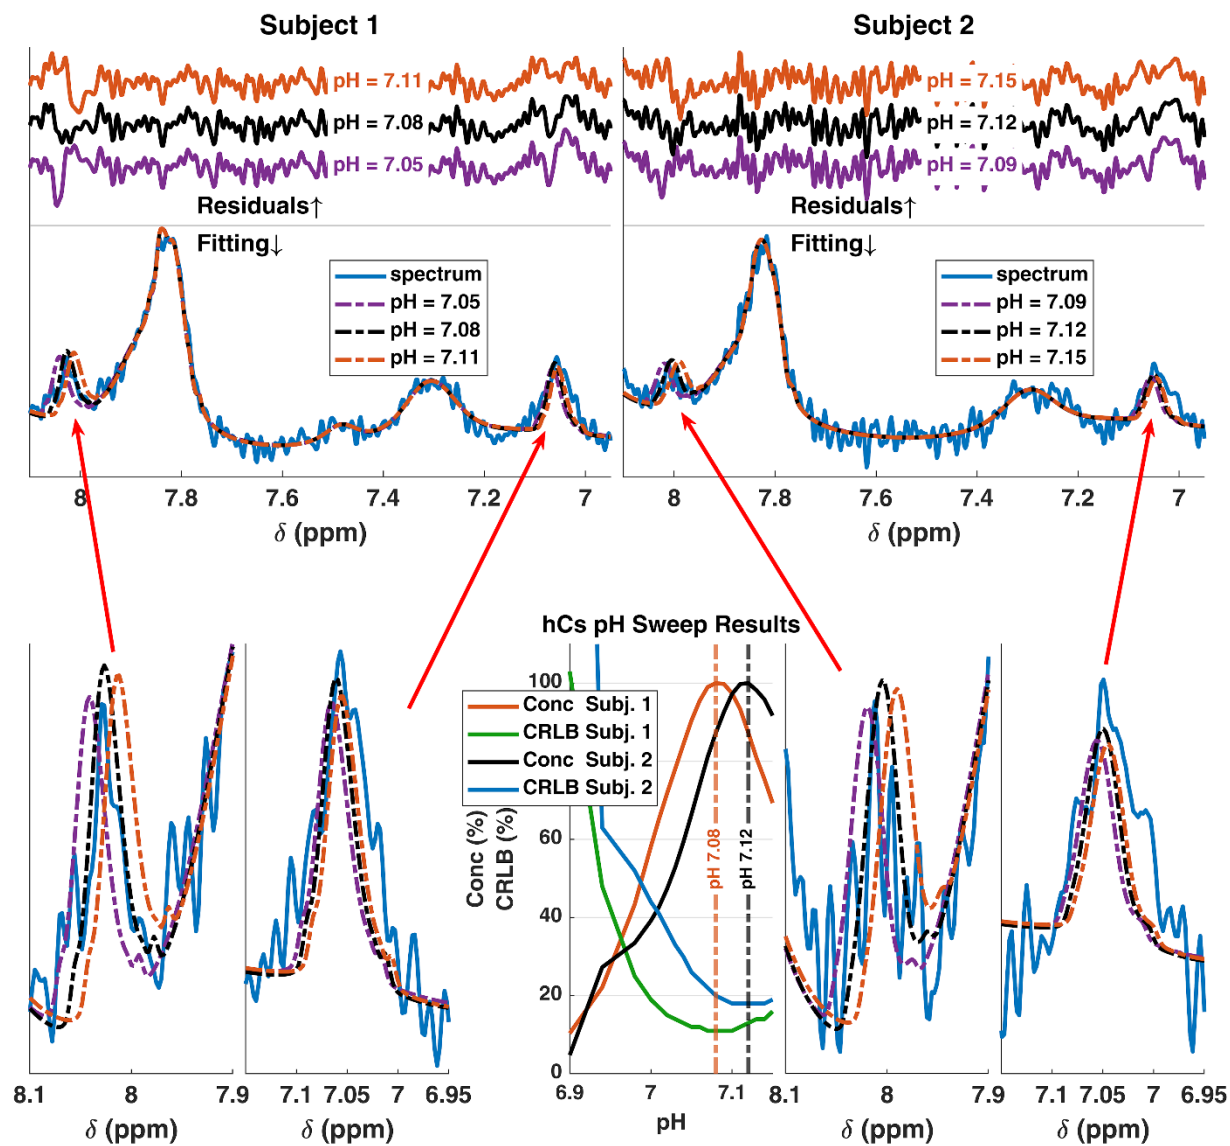 Subject 1
Subject 2
pH = 7.11
pH = 7.08
pH = 7.05
Residuals↑
Fitting↓
pH = 7.15
pH = 7.12
pH = 7.09
Residuals↑
Fitting↓
spectrum
pH = 7.05
pH = 7.08
pH = 7.11
spectrum
pH = 7.09
pH = 7.12
pH = 7.15
8 7.8 7.6 7.4 7.2 7
δ (ppm)
8 7.8 7.6 7.4 7.2 7
δ (ppm)
hCs pH Sweep Results
Conc Subj. 1
CRLB Subj. 1
Conc Subj. 2
CRLB Subj. 2
100
60
40
20
0
Conc (%)
CRLB (%)
pH 7.08
pH 7.12
8.1 8 7.9
δ (ppm)
7.1 7.05 7 6.95
δ (ppm)
6.9 7 7.1
pH
8.1 8 7.9
δ (ppm)
7.1 7.05 7 6.95
δ (ppm)